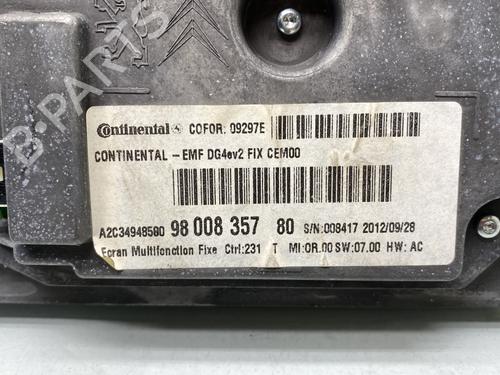 Continental COFOR: 09297E
CONTINENTAL - EMF DG4ev2 FIX CEM00
A2C34948580 98 008 357 80 S/N:008417 2012/09/28
Ecran Multifonction Fixe Ctrl:231 T MI:0R.00 SW:07.00 HW: AC
B-PARTS